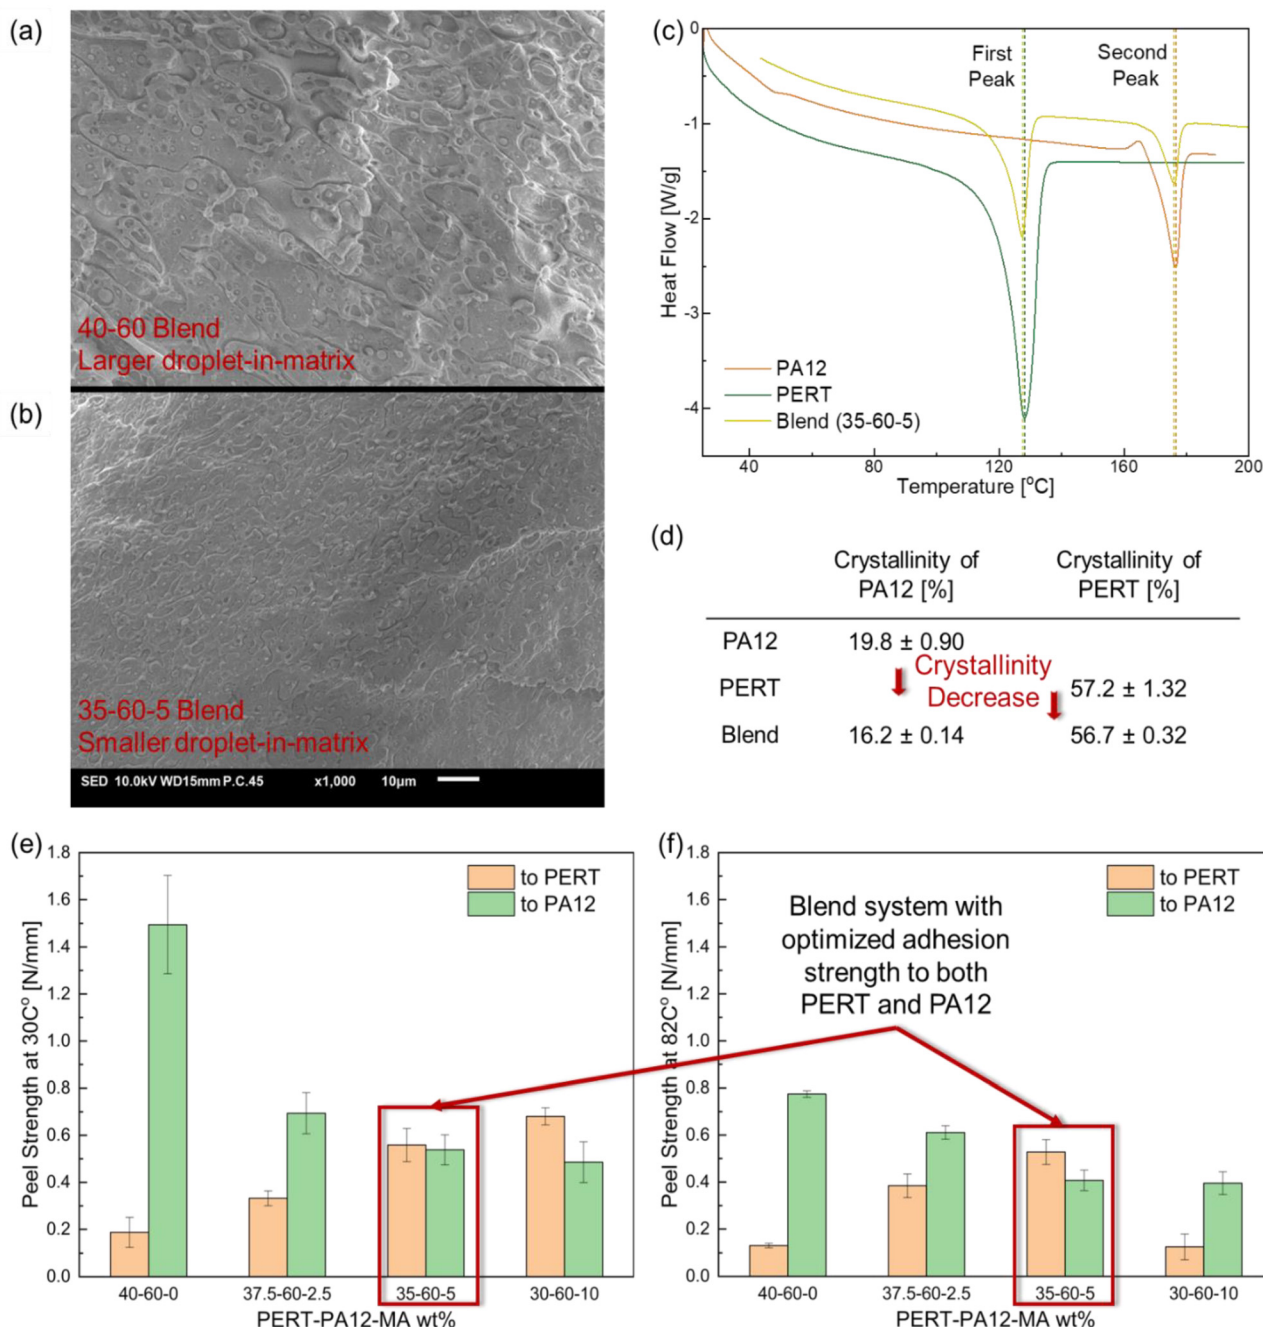 (a)
40-60 Blend
Larger droplet-in-matrix
(b)
35-60-5 Blend
Smaller droplet-in-matrix
SED 10.0kV WD15mm P.C.45 x1,000 10µm
(c)
0
-1
-2
-3
-4
Heat Flow [W/g]
First
Peak
Second
Peak
PA12
PERT
Blend (35-60-5)
40 80 120 160 200
Temperature [°C]
(d)
Crystallinity of
PA12 [%]
Crystallinity of
PERT [%]
PA12 19.8 ± 0.90
Crystallinity
Decrease
PERT 57.2 ± 1.32
Blend 16.2 ± 0.14 56.7 ± 0.32
(e)
1.8
1.6
1.4
1.2
1.0
0.8
0.6
0.4
0.2
0.0
Peel Strength at 30C° [N/mm]
to PERT
to PA12
40-60-0 37.5-60-2.5 35-60-5 30-60-10
PERT-PA12-MA wt%
(f)
1.8
1.6
1.4
1.2
1.0
0.8
0.6
0.4
0.2
0.0
Peel Strength at 82C° [N/mm]
to PERT
to PA12
Blend system with
optimized adhesion
strength to both
PERT and PA12
40-60-0 37.5-60-2.5 35-60-5 30-60-10
PERT-PA12-MA wt%